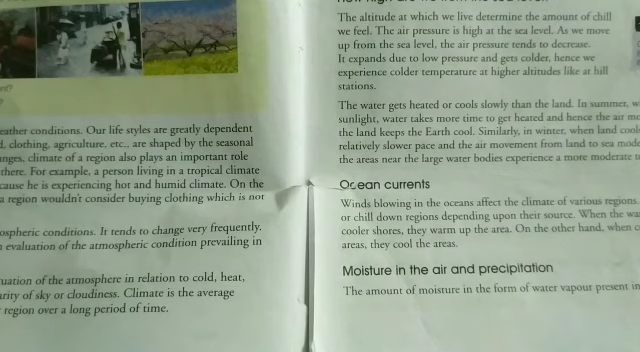 eather conditions. Our life styles are greatly dependent
d, clothing, agriculture, etc., are shaped by the seasonal
nges, climate of a region also plays an important role
there. For example, a person living in a tropical climate
cause he is experiencing hot and humid climate. On the
a region wouldn't consider buying clothing which is not
ospheric conditions. It tends to change very frequently.
n evaluation of the atmospheric condition prevailing in
uation of the atmosphere in relation to cold, heat,
arity of sky or cloudiness. Climate is the average
region over a long period of time.
The altitude at which we live determine the amount of chill
we feel. The air pressure is high at the sea level. As we move
up from the sea level, the air pressure tends to decrease.
It expands due to low pressure and gets colder, hence we
experience colder temperature at higher altitudes like at hill
stations.
The water gets heated or cools slowly than the land. In summer, w
sunlight, water takes more time to get heated and hence the air mo
the land keeps the Earth cool. Similarly, in winter, when land cool
relatively slower pace and the air movement from land to sea mode
the areas near the large water bodies experience a more moderate
Ocean currents
Winds blowing in the oceans affect the climate of various regions.
or chill down regions depending upon their source. When the wa
cooler shores, they warm up the area. On the other hand, when
areas, they cool the areas.
Moisture in the air and precipitation
The amount of moisture in the form of water vapour present in